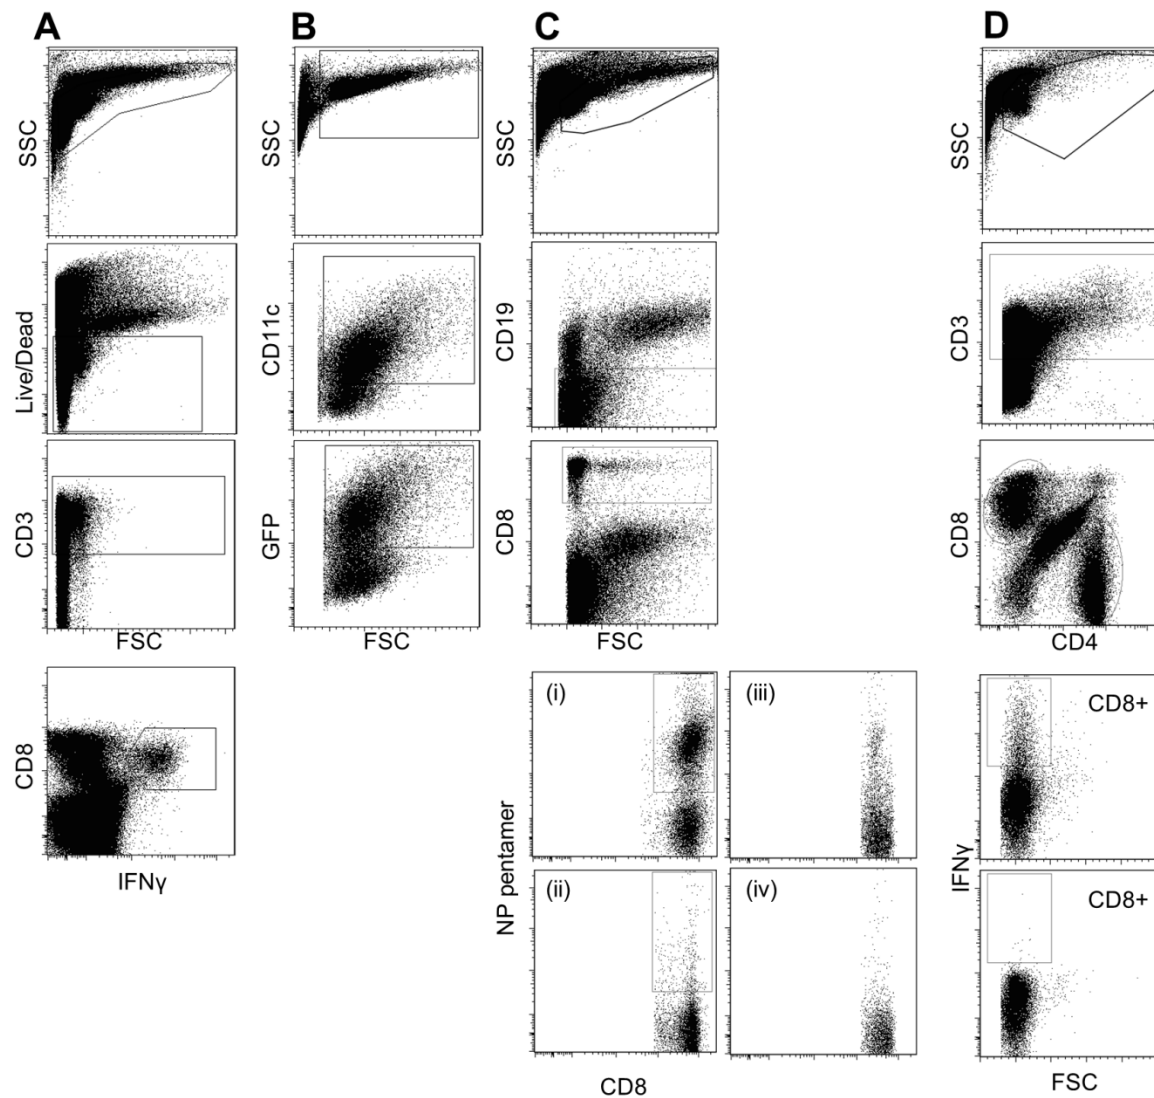 A
B
C
D
SSC
SSC
SSC
SSC
Live/Dead
CD11c
CD19
CD3
CD3
GFP
CD8
CD8
FSC
FSC
FSC
CD4
CD8
IFNγ
(i)
(iii)
CD8+
(ii)
(iv)
CD8+
NP pentamer
IFNγ
CD8
FSC